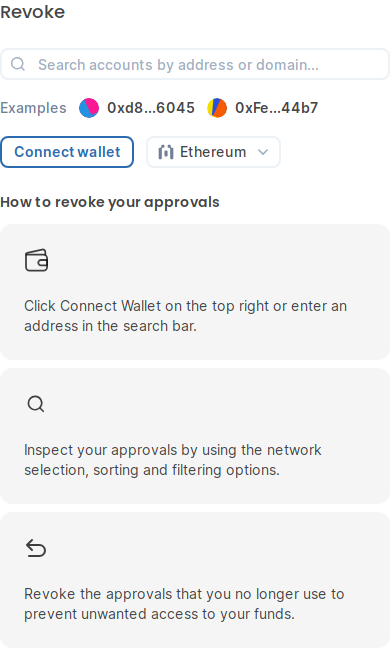 Revoke
Search accounts by address or domain...
Examples 0xd8...6045 0xFe...44b7
Connect wallet Ethereum
How to revoke your approvals
Click Connect Wallet on the top right or enter an
address in the search bar.
Inspect your approvals by using the network
selection, sorting and filtering options.
Revoke the approvals that you no longer use to
prevent unwanted access to your funds.